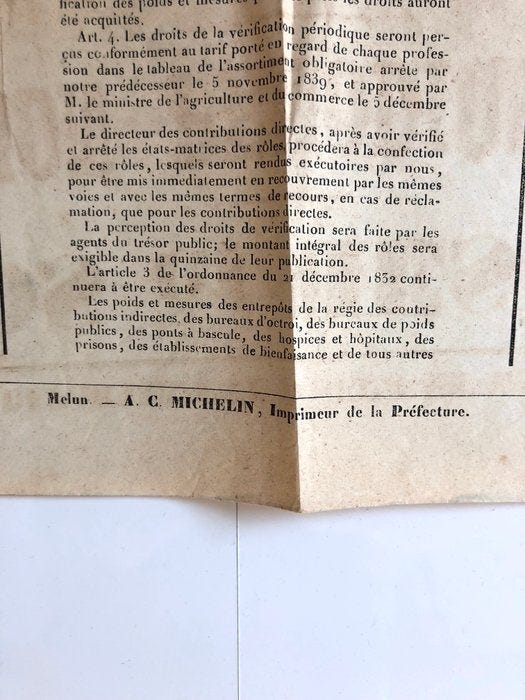 fication des poids et mesures les droits auront
été acquittés.
Art. 4. Les droits de la vérification périodique seront per-
çus conformément au tarif porté en regard de chaque profes-
sion dans le tableau de l'assortiment obligatoire arrête par
notre prédécesseur le 5 novembre 1839, et approuvé par
M. le ministre de l'agriculture et du commerce le 5 décembre
suivant.
Le directeur des contributions directes, après avoir vérifié
et arrêté les états-matrices des rôles, procédera à la confection
de ces rôles, lesquels seront rendus exécutoires par nous,
pour être mis immédiatement en recouvrement par les mêmes
voies et avec les mêmes termes de recours, en cas de récla-
mation, que pour les contributions directes.
La perception des droits de vérification sera faite par les
agents du trésor public; le montant intégral des rôles sera
exigible dans la quinzaine de leur publication.
L'article 3 de l'ordonnance du 21 décembre 1832 conti-
nuera à être exécuté.
Les poids et mesures des entrepôts de la régie des contri-
butions indirectes, des bureaux d'octroi, des bureaux de poids
publics, des ponts à bascule, des hospices et hôpitaux, des
prisons, des établissements de bienfaisance et de tous autres
Melun. — A. C. MICHELIN, Imprimeur de la Préfecture.